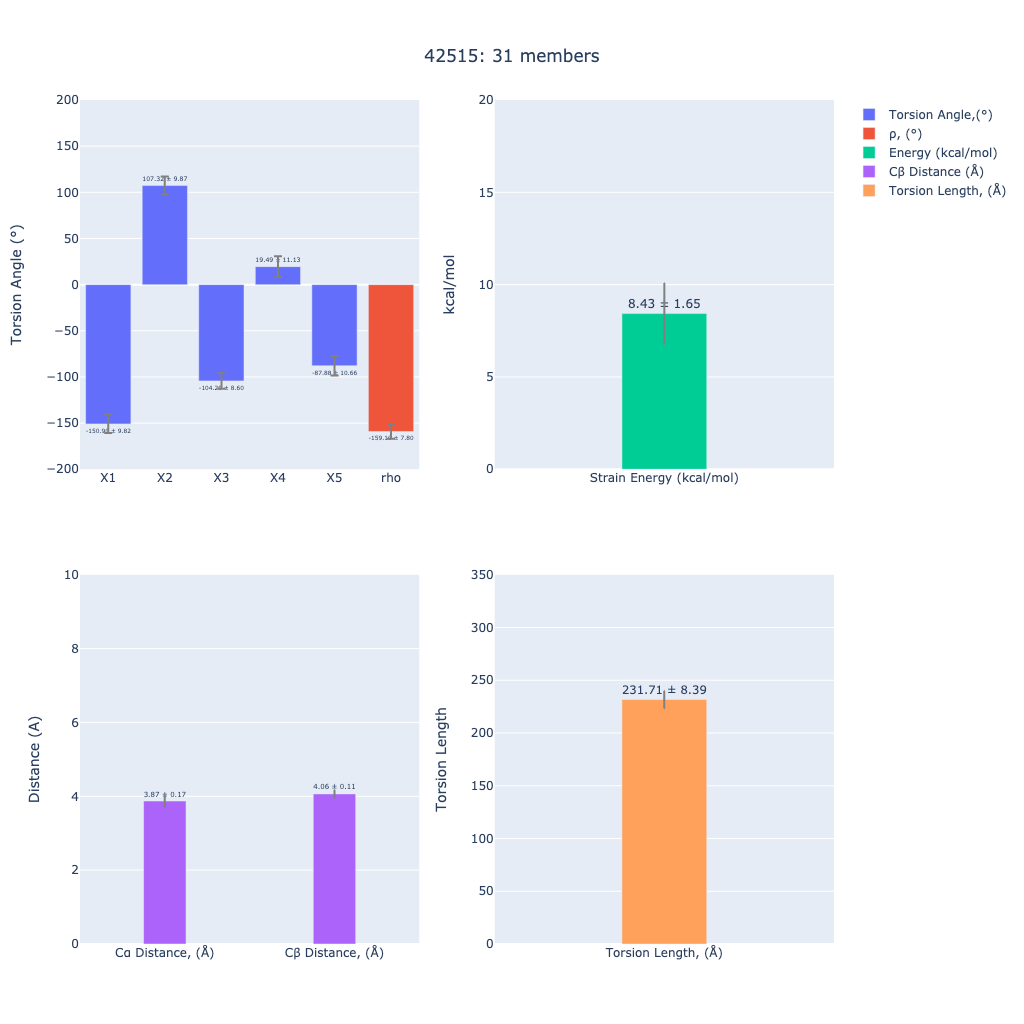 42515: 31 members
Torsion Angle (°)
200
150
100
50
0
−50
−100
−150
−200
107.32 ± 9.87
19.49 ± 11.13
-87.88 ± 10.66
± 8.60
± 9.82
± 7.80
X1 X2 X3 X4 X5 rho
kcal/mol
20
15
10
5
0
8.43 ± 1.65
Strain Energy (kcal/mol)
Torsion Angle,(°)
ρ, (°)
Energy (kcal/mol)
Cβ Distance (Å)
Torsion Length, (Å)
Distance (A)
10
8
6
4
2
0
3.87 ± 0.17
4.06 ± 0.11
Cα Distance, (Å) Cβ Distance, (Å)
Torsion Length
350
300
250
200
150
100
50
0
231.71 ± 8.39
Torsion Length, (Å)